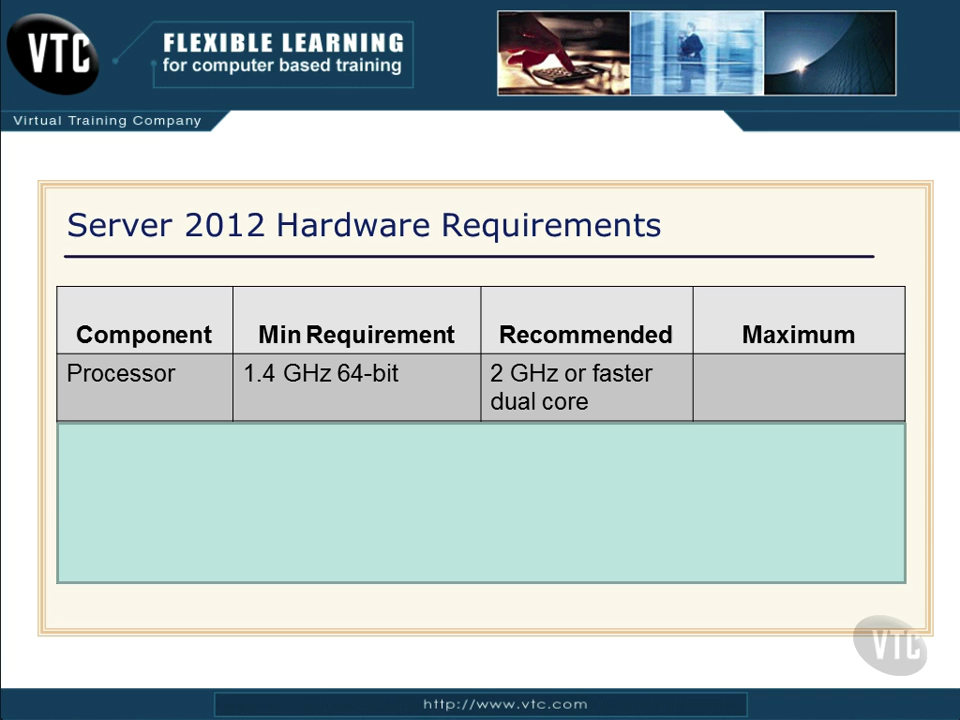 VTC
FLEXIBLE LEARNING
for computer based training
Virtual Training Company
Server 2012 Hardware Requirements
Component Min Requirement Recommended Maximum
Processor 1.4 GHz 64-bit 2 GHz or faster
dual core
VTC
http://www.vtc.com